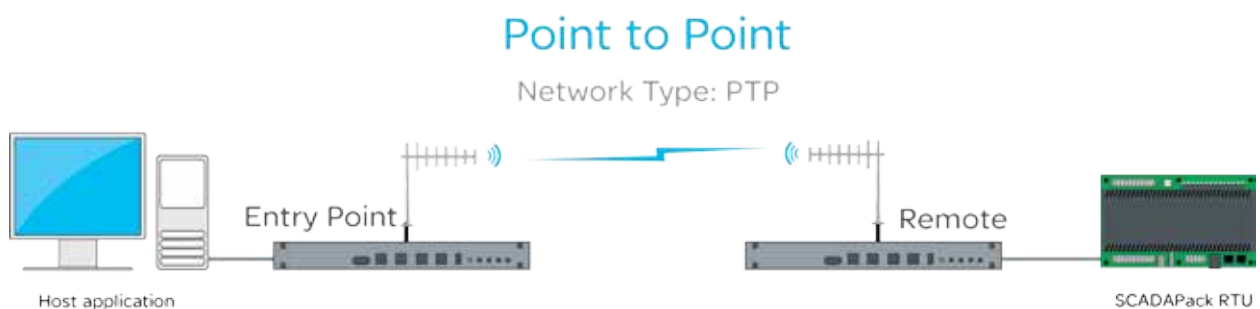 Point to Point
Network Type: PTP
Entry Point
Remote
Host application
SCADAPack RTU